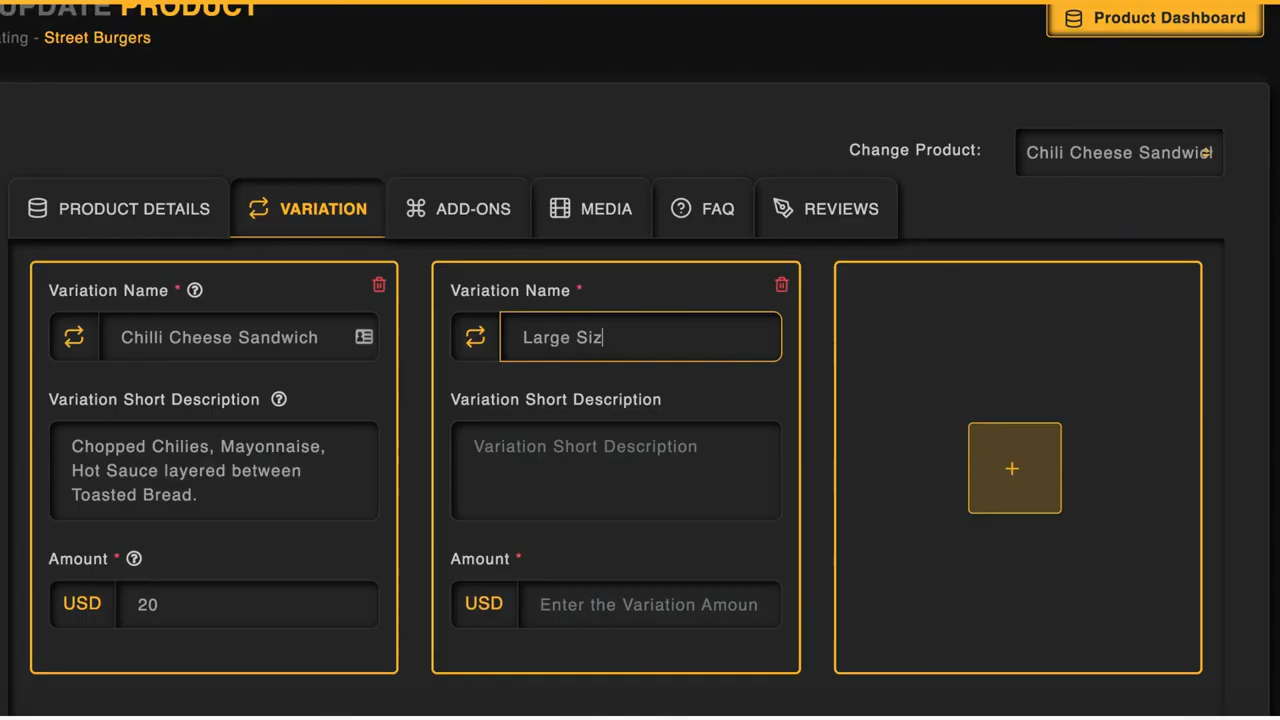 UPDATE PRODUCT
Product Dashboard
ating - Street Burgers
Change Product:
Chili Cheese Sandwich
PRODUCT DETAILS
VARIATION
ADD-ONS
MEDIA
FAQ
REVIEWS
Variation Name *
Chilli Cheese Sandwich
Variation Short Description
Chopped Chilies, Mayonnaise,
Hot Sauce layered between
Toasted Bread.
Amount *
USD
20
Variation Name *
Large Siz
Variation Short Description
Variation Short Description
Amount *
USD
Enter the Variation Amoun
+